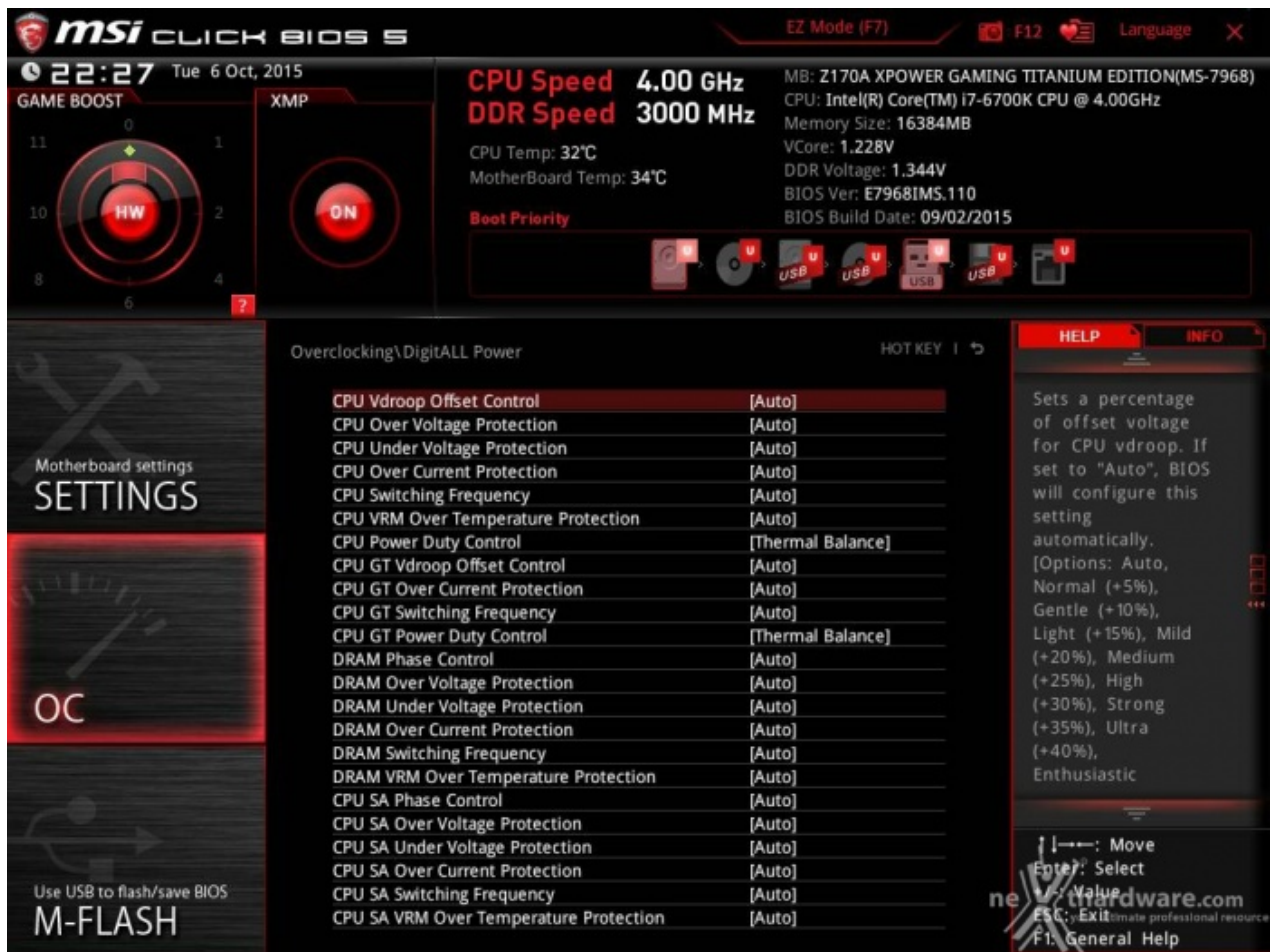 msi CLICK BIOS 5
EZ Mode (F7)
F12
Language
22:27 Tue 6 Oct, 2015
GAME BOOST
XMP
0
11
1
10
HW
2
8
4
6
?
ON
CPU Speed 4.00 GHz
DDR Speed 3000 MHz
CPU Temp: 32°C
MotherBoard Temp: 34°C
Boot Priority
MB: Z170A XPOWER GAMING TITANIUM EDITION(MS-7968)
CPU: Intel(R) Core(TM) i7-6700K CPU @ 4.00GHz
Memory Size: 16384MB
VCore: 1.228V
DDR Voltage: 1.344V
BIOS Ver: E7968IMS.110
BIOS Build Date: 09/02/2015
U
U
USB U
USB U
USB U
USB U
U
Motherboard settings
SETTINGS
OC
Use USB to flash/save BIOS
M-FLASH
Overclocking\DigitALL Power
HOT KEY |
CPU Vdroop Offset Control [Auto]
CPU Over Voltage Protection [Auto]
CPU Under Voltage Protection [Auto]
CPU Over Current Protection [Auto]
CPU Switching Frequency [Auto]
CPU VRM Over Temperature Protection [Auto]
CPU Power Duty Control [Thermal Balance]
CPU GT Vdroop Offset Control [Auto]
CPU GT Over Current Protection [Auto]
CPU GT Switching Frequency [Auto]
CPU GT Power Duty Control [Thermal Balance]
DRAM Phase Control [Auto]
DRAM Over Voltage Protection [Auto]
DRAM Under Voltage Protection [Auto]
DRAM Over Current Protection [Auto]
DRAM Switching Frequency [Auto]
DRAM VRM Over Temperature Protection [Auto]
CPU SA Phase Control [Auto]
CPU SA Over Voltage Protection [Auto]
CPU SA Under Voltage Protection [Auto]
CPU SA Over Current Protection [Auto]
CPU SA Switching Frequency [Auto]
CPU SA VRM Over Temperature Protection [Auto]
HELP
INFO
Sets a percentage
of offset voltage
for CPU vdroop. If
set to "Auto", BIOS
will configure this
setting
automatically.
[Options: Auto,
Normal (+5%),
Gentle (+10%),
Light (+15%), Mild
(+20%), Medium
(+25%), High
(+30%), Strong
(+35%), Ultra
(+40%),
Enthusiastic
↑↓→←: Move
Enter: Select
+/-: Value
ESC: Exit
F1: General Help
nexthardware.com
ultimate professional resource